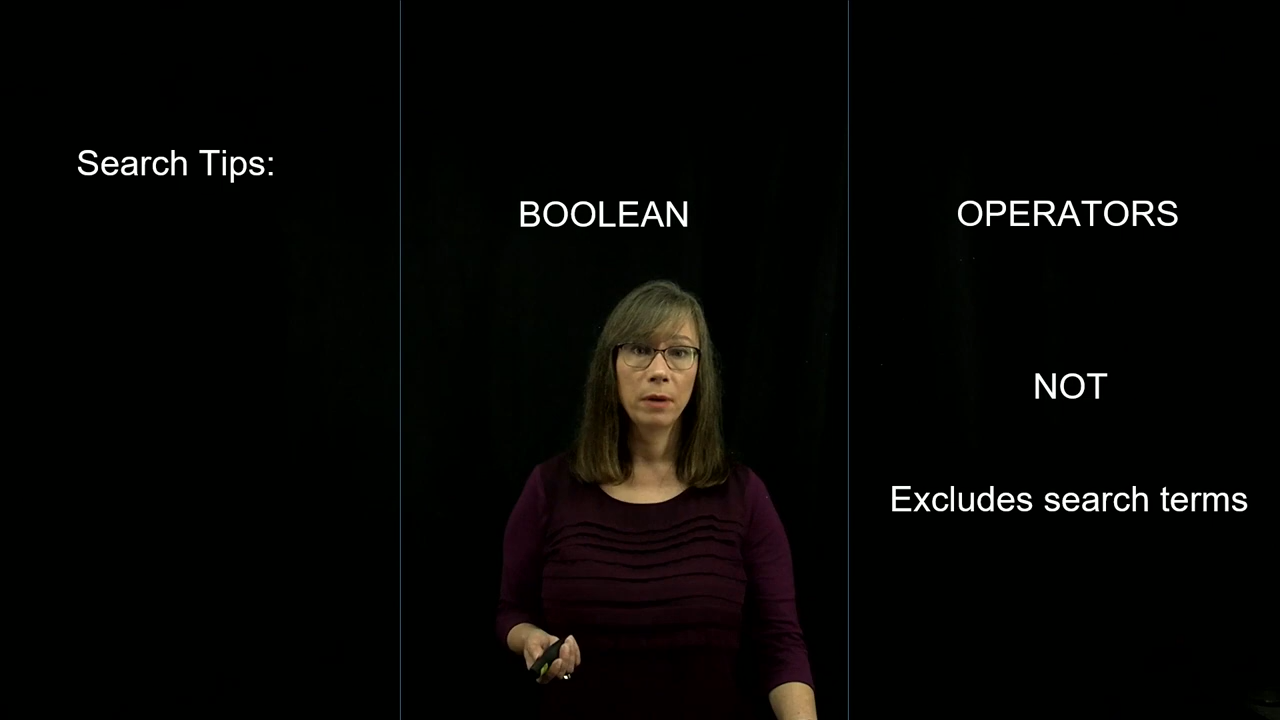 Search Tips:
BOOLEAN
OPERATORS
NOT
Excludes search terms